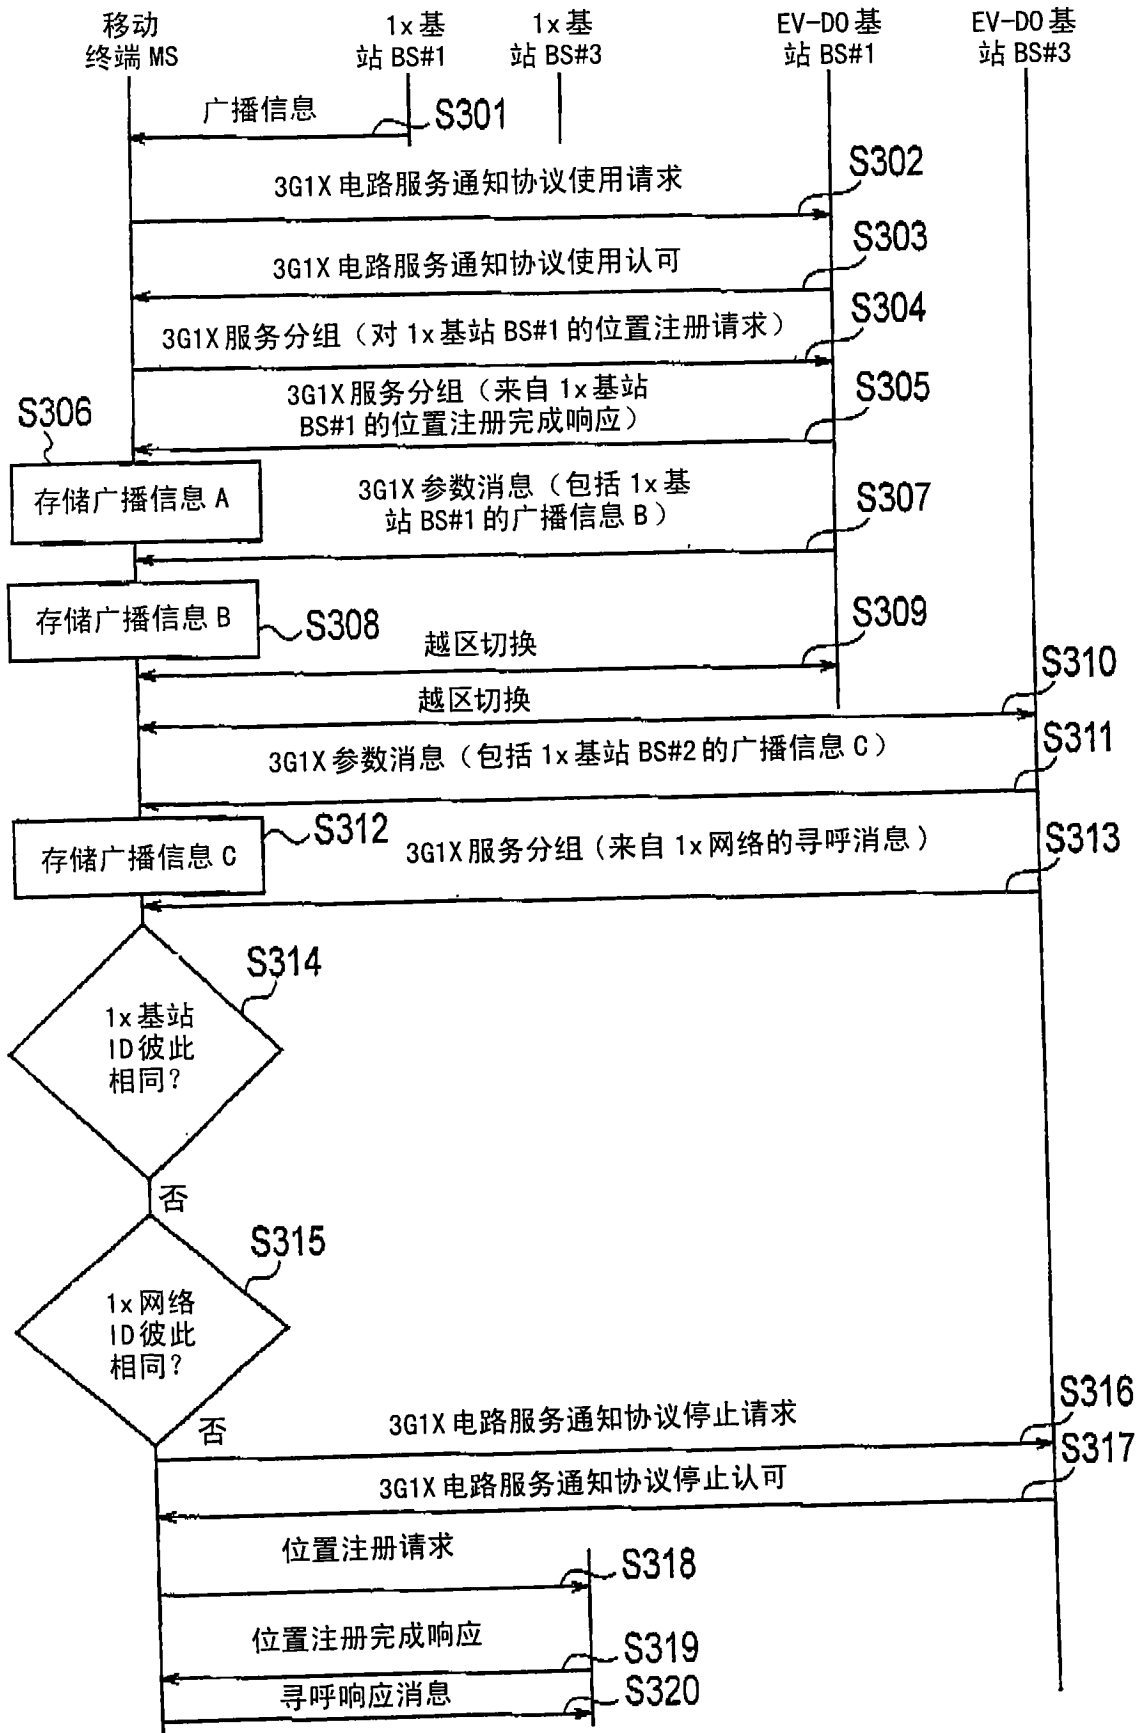 移动
终端 MS
1x 基
站 BS#1
1x 基
站 BS#3
EV-DO 基
站 BS#1
EV-DO 基
站 BS#3
广播信息
S301
3G1X 电路服务通知协议使用请求
S302
3G1X 电路服务通知协议使用认可
S303
3G1X 服务分组（对 1x 基站 BS#1 的位置注册请求）
S304
3G1X 服务分组（来自 1x 基站
BS#1 的位置注册完成响应）
S305
S306
存储广播信息 A
3G1X 参数消息（包括 1x 基
站 BS#1 的广播信息 B）
S307
存储广播信息 B
S308
越区切换
S309
越区切换
S310
3G1X 参数消息（包括 1x 基站 BS#2 的广播信息 C）
S311
存储广播信息 C
S312
3G1X 服务分组（来自 1x 网络的寻呼消息）
S313
S314
1x 基站
ID 彼此
相同？
否
S315
1x 网络
ID 彼此
相同？
否
3G1X 电路服务通知协议停止请求
S316
3G1X 电路服务通知协议停止认可
S317
位置注册请求
S318
位置注册完成响应
S319
寻呼响应消息
S320